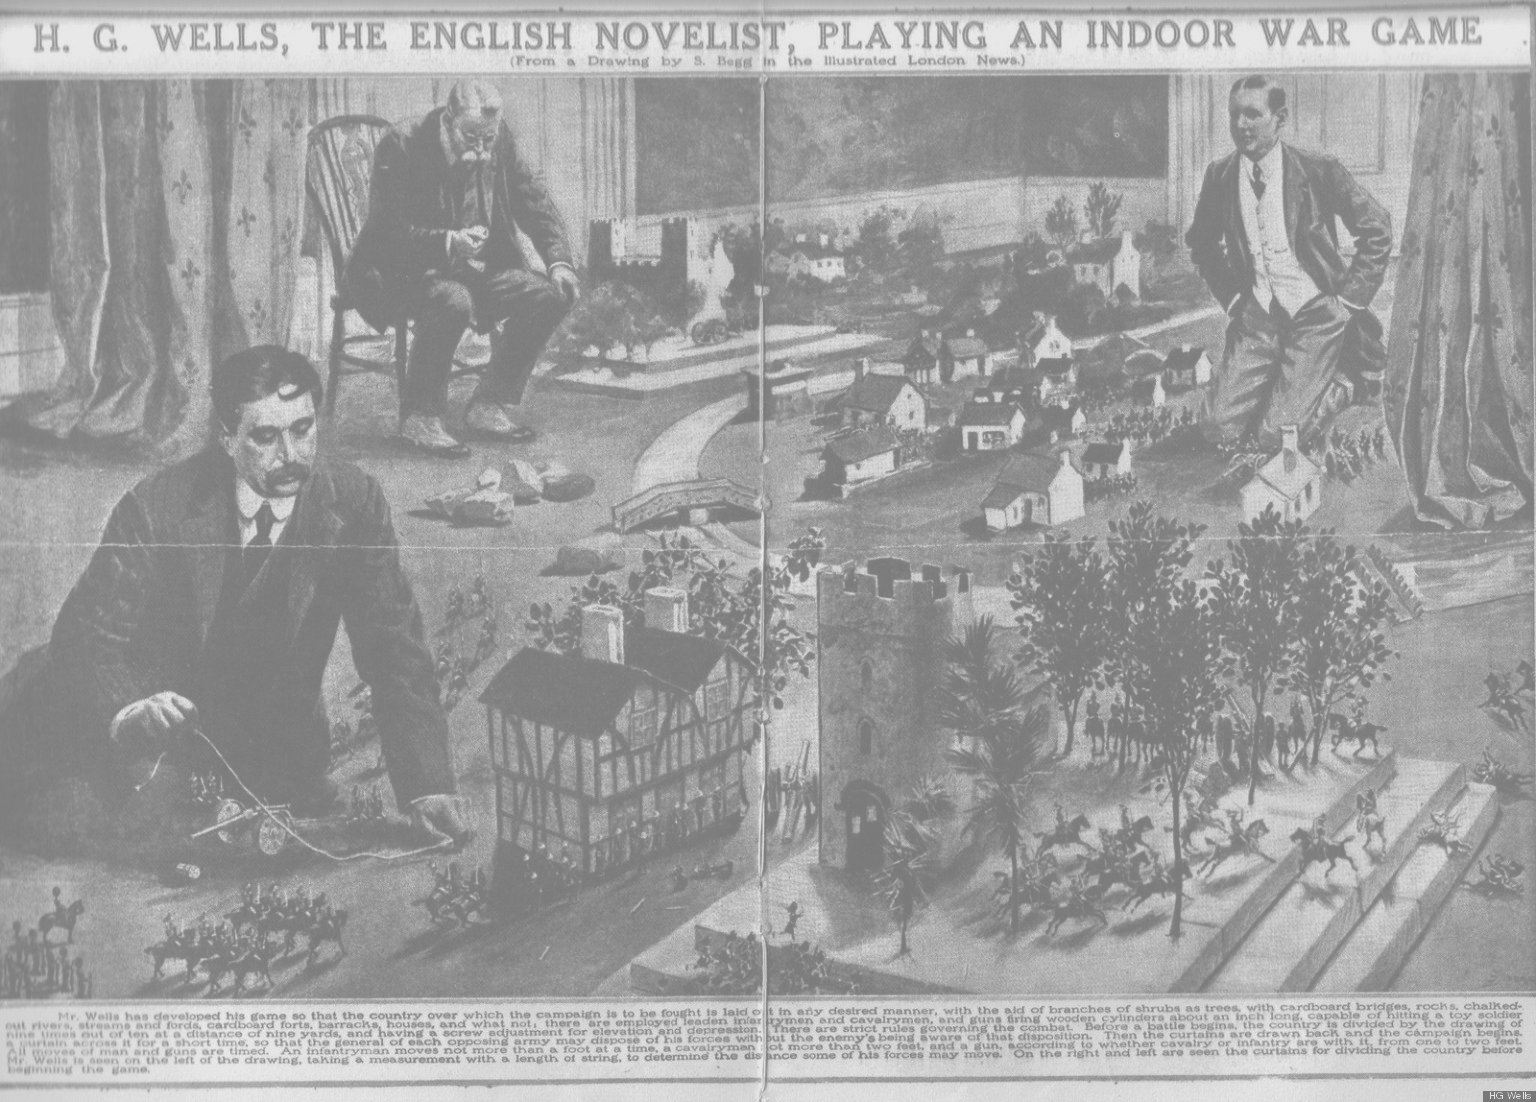 H. G. WELLS, THE ENGLISH NOVELIST, PLAYING AN INDOOR WAR GAME
(From a Drawing by S. Begg in the Illustrated London News.)
Mr. Wells has developed his game so that the country over which the campaign is to be fought is laid out in any desired manner, with the aid of branches of shrubs as trees, with cardboard bridges, rocks, chalked-
out rivers, streams and fords, cardboard forts, barracks, houses, and what not; there are employed leaden infantrymen and cavalrymen, and guns firing wooden cylinders about an inch long, capable of hitting a toy soldier
nine times out of ten at a distance of nine yards, and having a screw adjustment for elevation and depression. There are strict rules governing the combat. Before a battle begins, the country is divided by the drawing of
a curtain across it for a short time, so that the general of each opposing army may dispose of his forces without the enemy's being aware of that disposition. Then the curtains are drawn back and the campaign begins.
All moves of man and guns are timed. An infantryman moves not more than a foot at a time, a cavalryman not more than two feet, and a gun, according to whether cavalry or infantry are with it, from one to two feet.
Mr. Wells is seen on the left of the drawing, taking a measurement with a length of string, to determine the distance some of his forces may move. On the right and left are seen the curtains for dividing the country before
beginning the game.
HG Wells